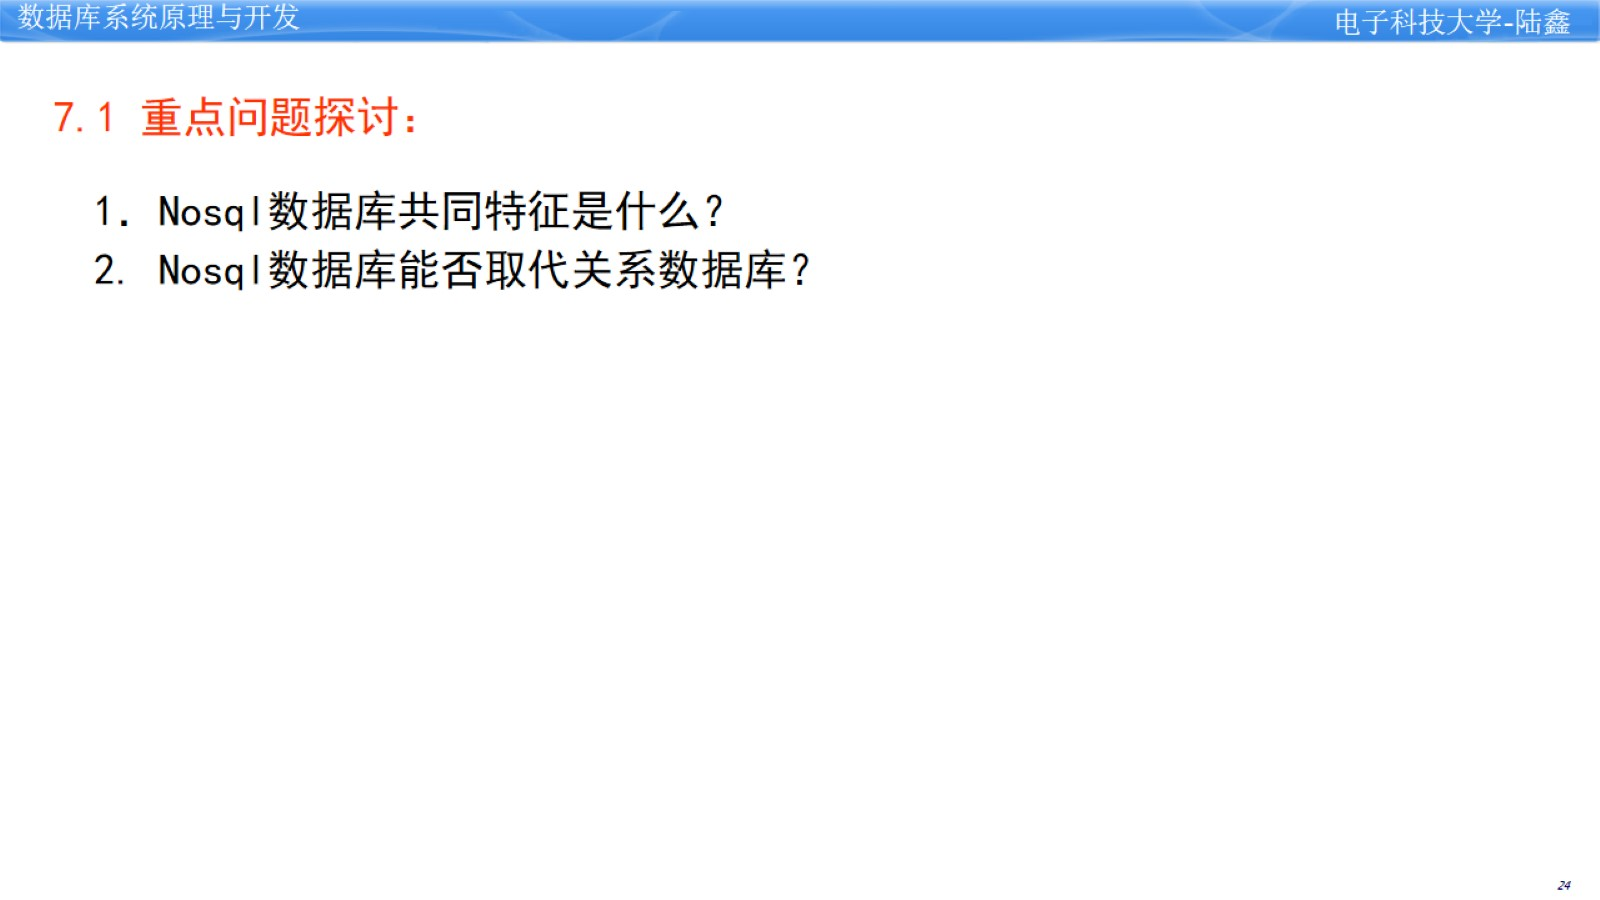 数据库系统原理与开发
电子科技大学-陆鑫
7.1 重点问题探讨：
1. Nosql数据库共同特征是什么?
2. Nosql数据库能否取代关系数据库?
24